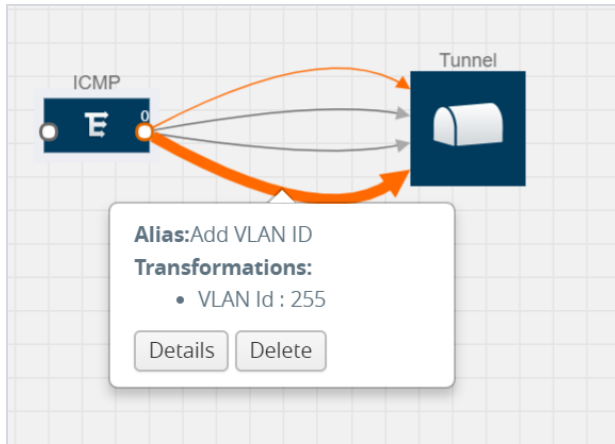 Tunnel
ICMP
0
Alias:Add VLAN ID
Transformations:
• VLAN Id : 255
Details Delete